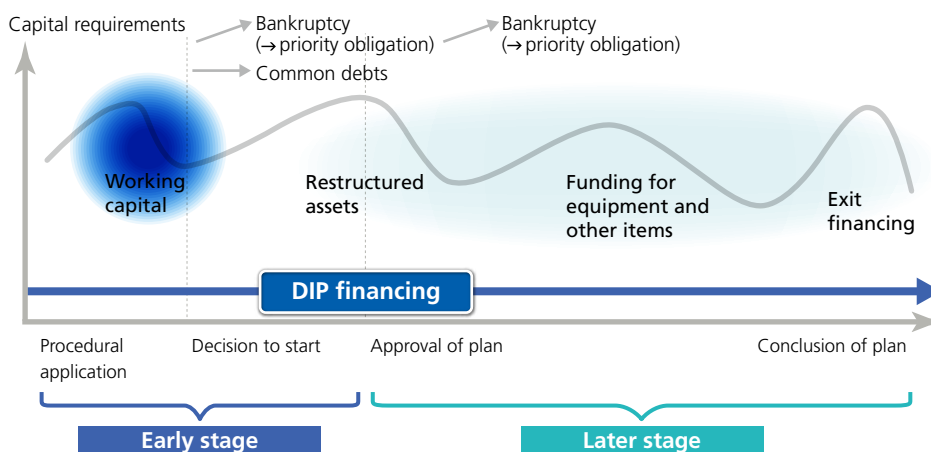 Capital requirements
Bankruptcy
(→ priority obligation)
Bankruptcy
(→ priority obligation)
Common debts
Working
capital
Restructured
assets
Funding for
equipment and
other items
Exit
financing
DIP financing
Procedural
application
Decision to start
Approval of plan
Conclusion of plan
Early stage
Later stage